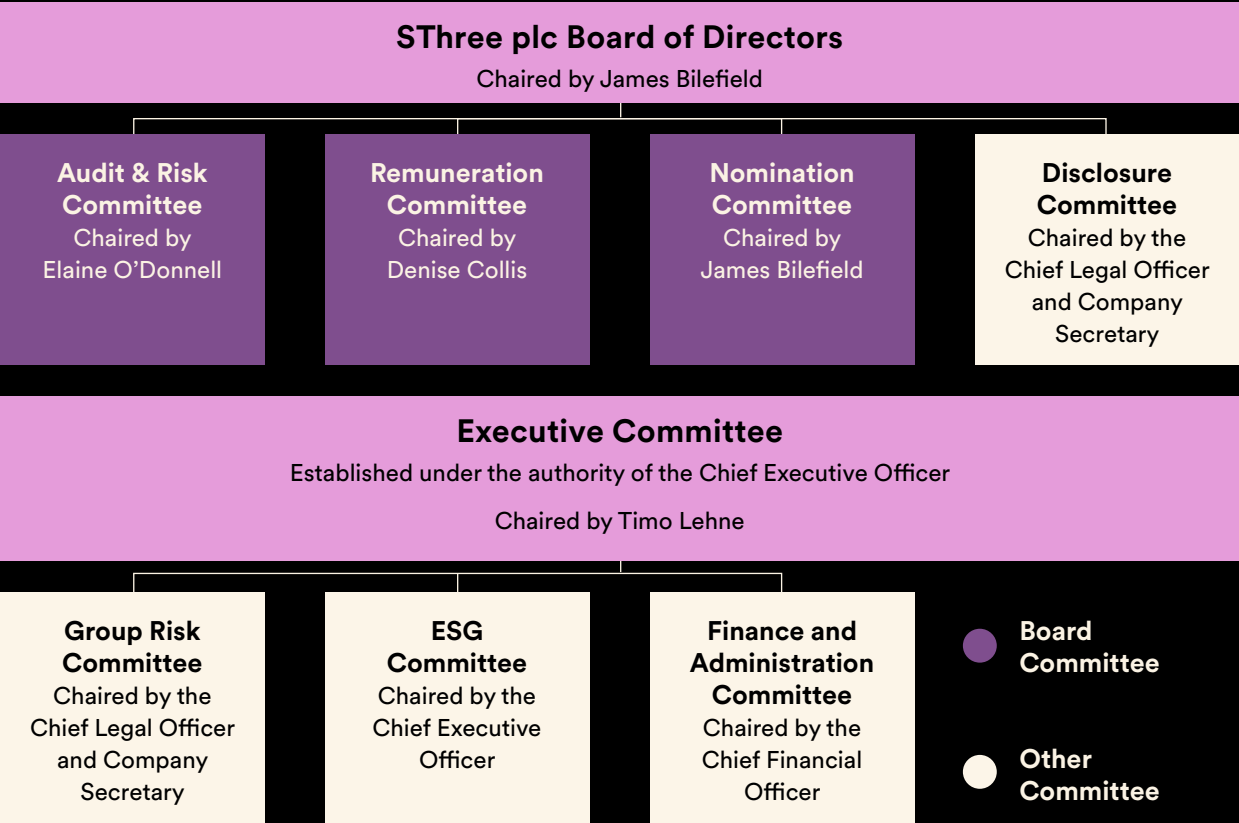 SThree plc Board of Directors
Chaired by James Bilefield
Audit & Risk
Committee
Chaired by
Elaine O’Donnell
Remuneration
Committee
Chaired by
Denise Collis
Nomination
Committee
Chaired by
James Bilefield
Disclosure
Committee
Chaired by the
Chief Legal Officer
and Company
Secretary
Executive Committee
Established under the authority of the Chief Executive Officer
Chaired by Timo Lehne
Group Risk
Committee
Chaired by the
Chief Legal Officer
and Company
Secretary
ESG
Committee
Chaired by the
Chief Executive
Officer
Finance and
Administration
Committee
Chaired by the
Chief Financial
Officer
Board
Committee
Other
Committee